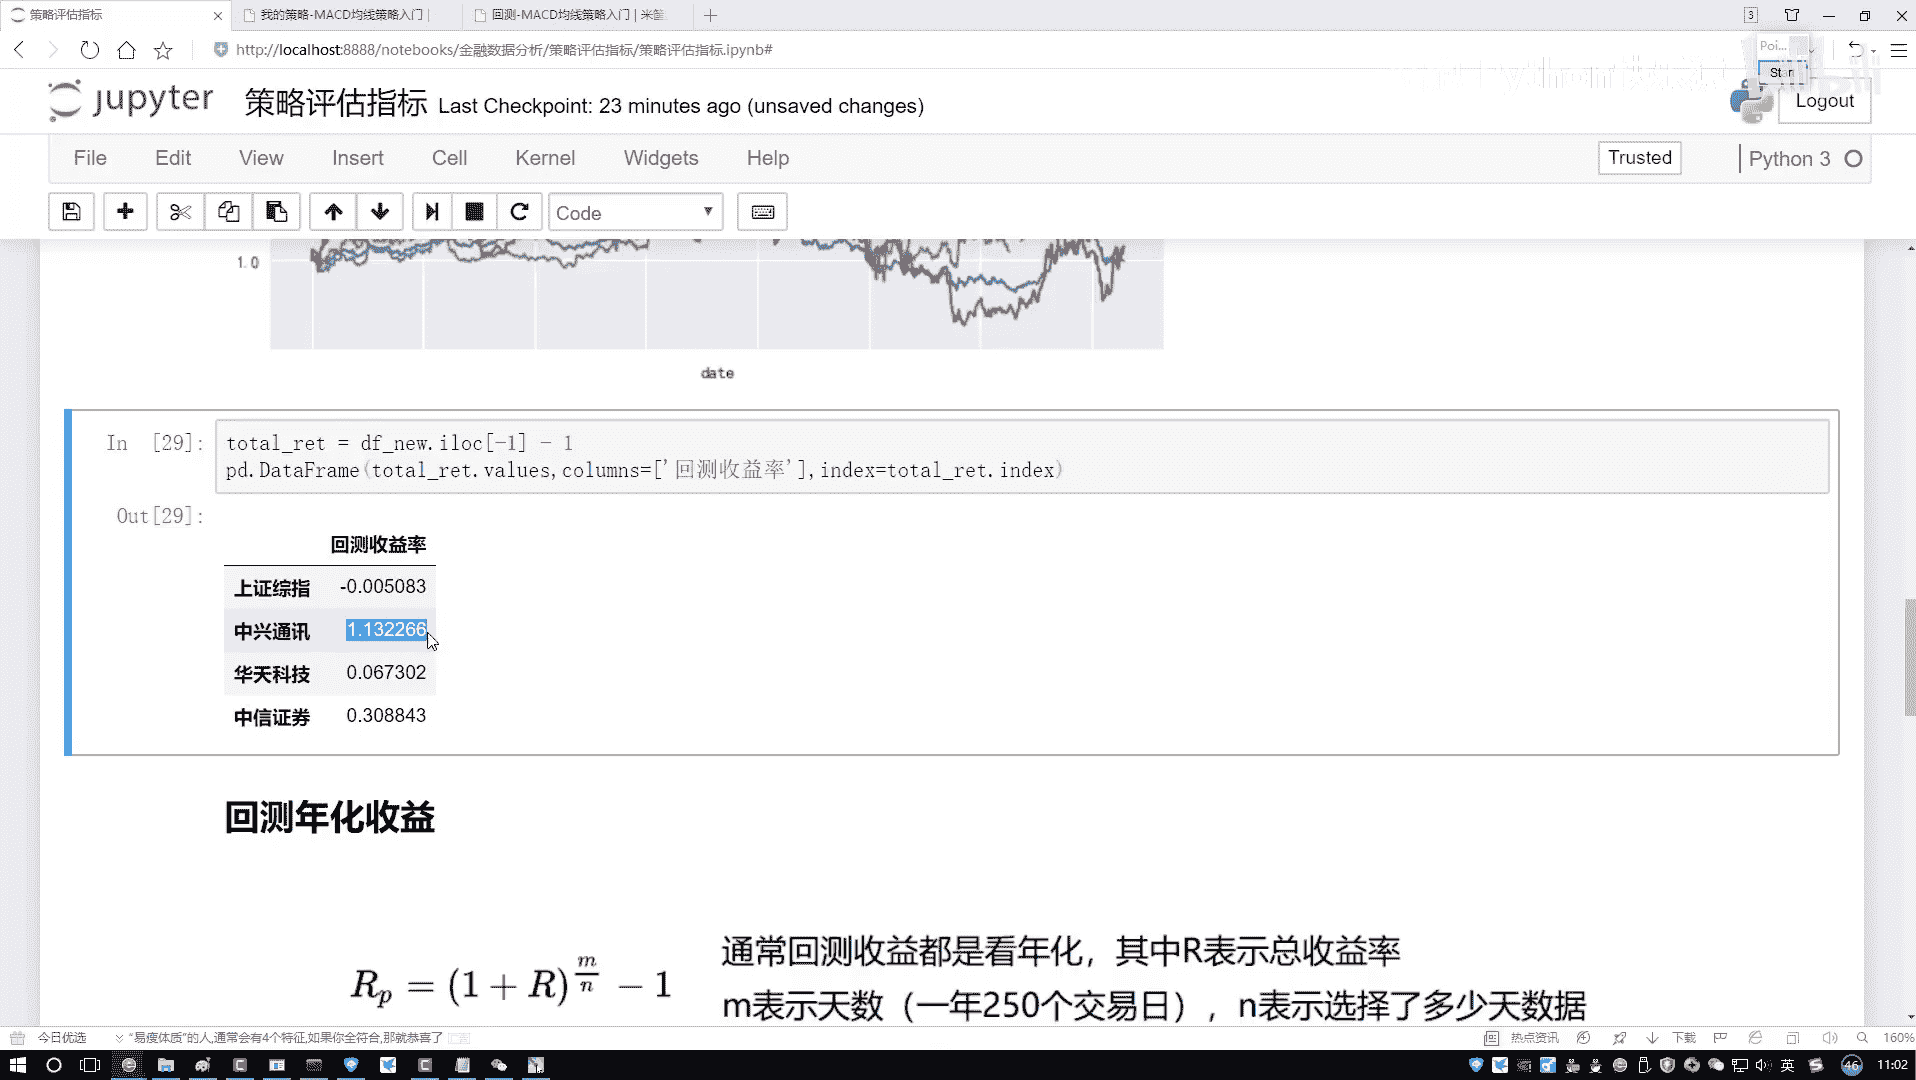 策略评估指标
我的策略-MACD均线策略入门 |
回测-MACD均线策略入门 | 米筐
3
http://localhost:8888/notebooks/金融数据分析/策略评估指标/策略评估指标.ipynb#
Poi...
Start
jupyter 策略评估指标 Last Checkpoint: 23 minutes ago (unsaved changes)
Logout
File Edit View Insert Cell Kernel Widgets Help
Trusted
Python 3
Code
1.0
date
In [29]:
total_ret = df_new.iloc[-1] - 1
pd.DataFrame(total_ret.values,columns=['回测收益率'],index=total_ret.index)
Out[29]:
回测收益率
上证综指 -0.005083
中兴通讯 1.132266
华天科技 0.067302
中信证券 0.308843
回测年化收益
R_p = (1 + R)^{m/n} − 1
通常回测收益都是看年化，其中R表示总收益率
m表示天数（一年250个交易日），n表示选择了多少天数据
今日优选
“易瘦体质”的人,通常会有4个特征,如果你全符合,那就恭喜了
热点资讯
下载
160%
英
46
11:02